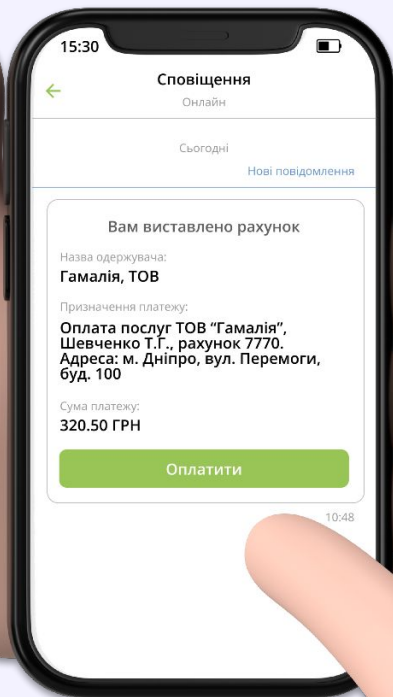 15:30
Сповіщення
Онлайн
Сьогодні
Нові повідомлення
Вам виставлено рахунок
Назва одержувача:
Гамалія, ТОВ
Призначення платежу:
Оплата послуг ТОВ “Гамалія”,
Шевченко Т.Г., рахунок 7770.
Адреса: м. Дніпро, вул. Перемоги,
буд. 100
Сума платежу:
320.50 ГРН
Оплатити
10:48